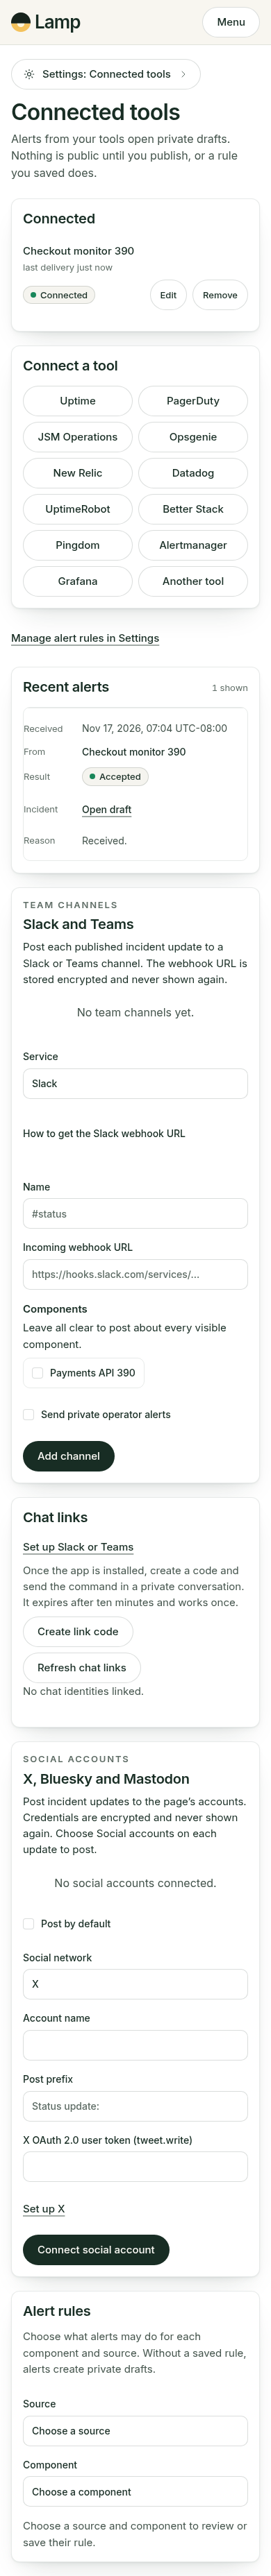 Lamp
Menu
Settings: Connected tools
Connected tools
Alerts from your tools open private drafts.
Nothing is public until you publish, or a rule
you saved does.
Connected
Checkout monitor 390
last delivery just now
Connected
Edit
Remove
Connect a tool
Uptime
PagerDuty
JSM Operations
Opsgenie
New Relic
Datadog
UptimeRobot
Better Stack
Pingdom
Alertmanager
Grafana
Another tool
Manage alert rules in Settings
Recent alerts
1 shown
Received
Nov 17, 2026, 07:04 UTC-08:00
From
Checkout monitor 390
Result
Accepted
Incident
Open draft
Reason
Received.
TEAM CHANNELS
Slack and Teams
Post each published incident update to a
Slack or Teams channel. The webhook URL is
stored encrypted and never shown again.
No team channels yet.
Service
Slack
How to get the Slack webhook URL
Name
#status
Incoming webhook URL
https://hooks.slack.com/services/...
Components
Leave all clear to post about every visible
component.
Payments API 390
Send private operator alerts
Add channel
Chat links
Set up Slack or Teams
Once the app is installed, create a code and
send the command in a private conversation.
It expires after ten minutes and works once.
Create link code
Refresh chat links
No chat identities linked.
SOCIAL ACCOUNTS
X, Bluesky and Mastodon
Post incident updates to the page's accounts.
Credentials are encrypted and never shown
again. Choose Social accounts on each
update to post.
No social accounts connected.
Post by default
Social network
X
Account name
Post prefix
Status update:
X OAuth 2.0 user token (tweet.write)
Set up X
Connect social account
Alert rules
Choose what alerts may do for each
component and source. Without a saved rule,
alerts create private drafts.
Source
Choose a source
Component
Choose a component
Choose a source and component to review or
save their rule.